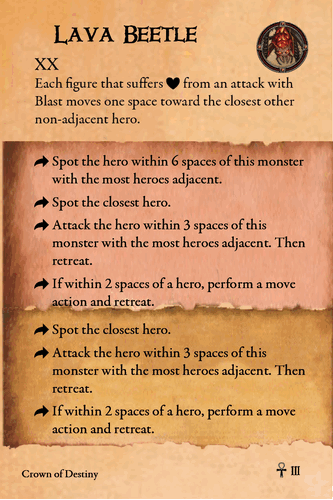 Lava Beetle
XX
Each figure that suffers ♥ from an attack with
Blast moves one space toward the closest other
non-adjacent hero.
Spot the hero within 6 spaces of this monster
with the most heroes adjacent.
Spot the closest hero.
Attack the hero within 3 spaces of this
monster with the most heroes adjacent. Then
retreat.
If within 2 spaces of a hero, perform a move
action and retreat.
Spot the closest hero.
Attack the hero within 3 spaces of this
monster with the most heroes adjacent. Then
retreat.
If within 2 spaces of a hero, perform a move
action and retreat.
Crown of Destiny
III